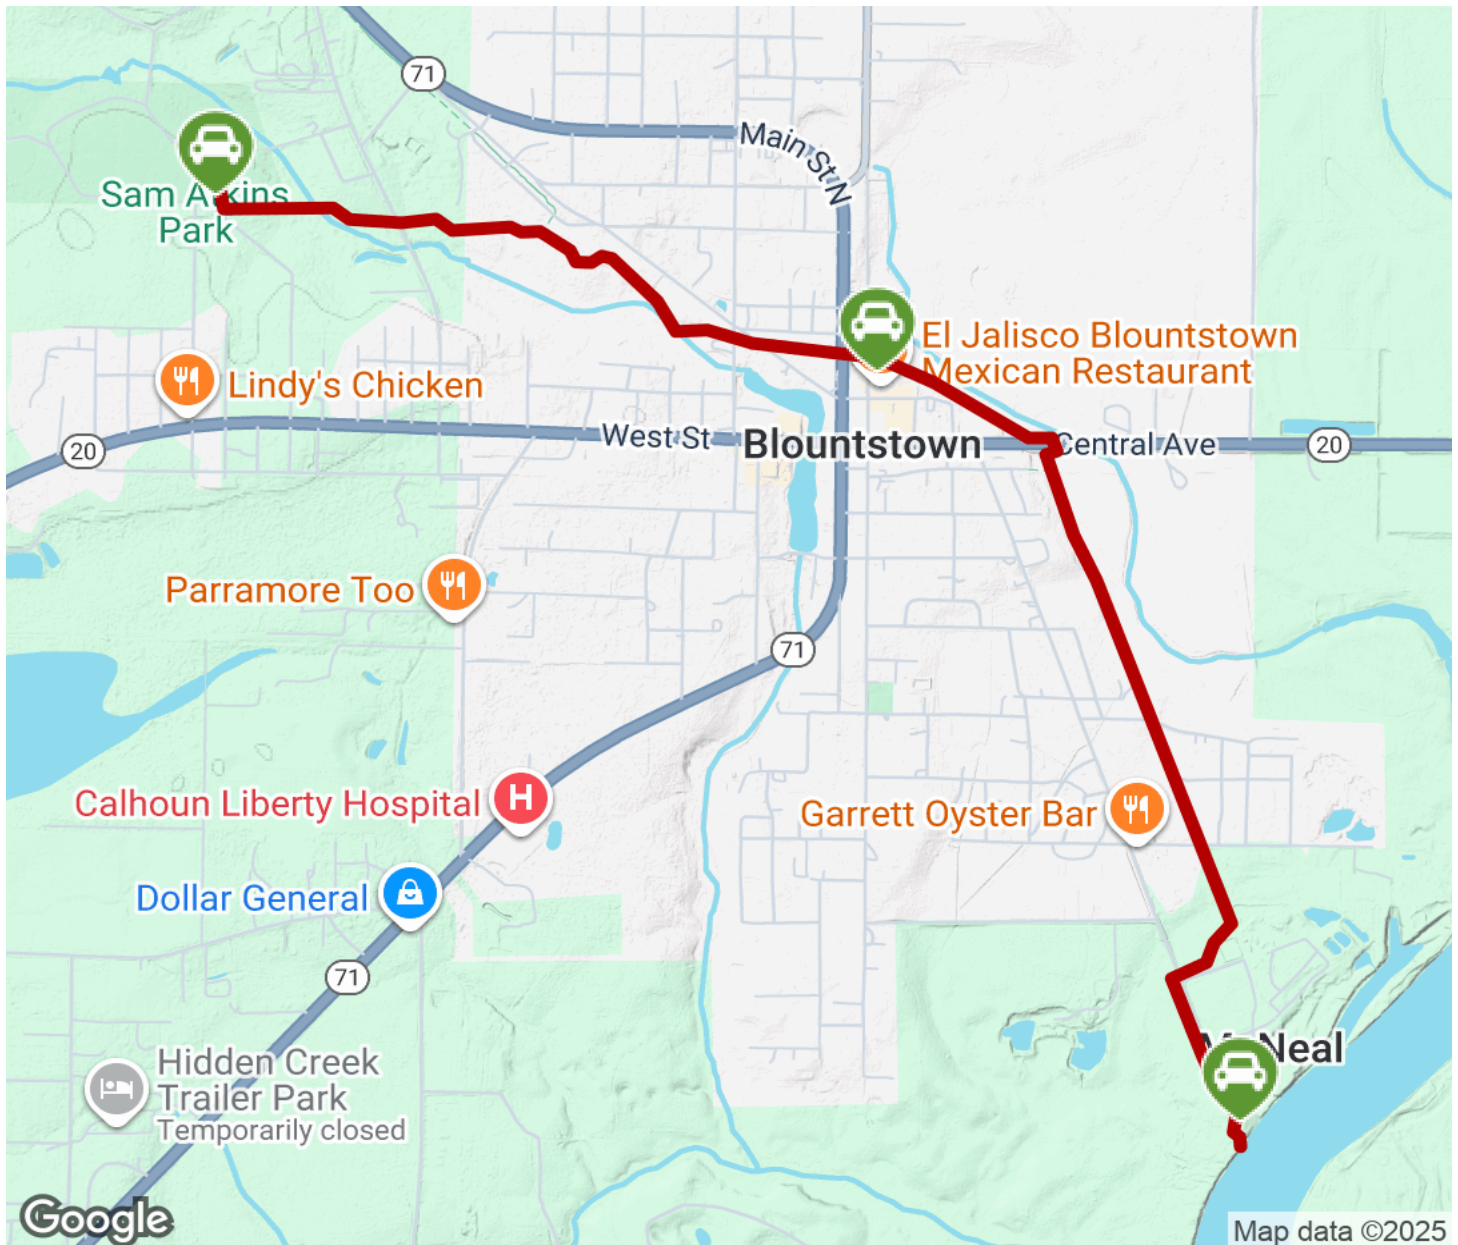 71
Main St N
Sam Atkins
Park
El Jalisco Blountstown
Mexican Restaurant
Lindy's Chicken
20
West St
Blountstown
Central Ave
20
Parramore Too
71
Calhoun Liberty Hospital
H
Garrett Oyster Bar
Dollar General
71
McNeal
Hidden Creek
Trailer Park
Temporarily closed
Google
Map data ©2025